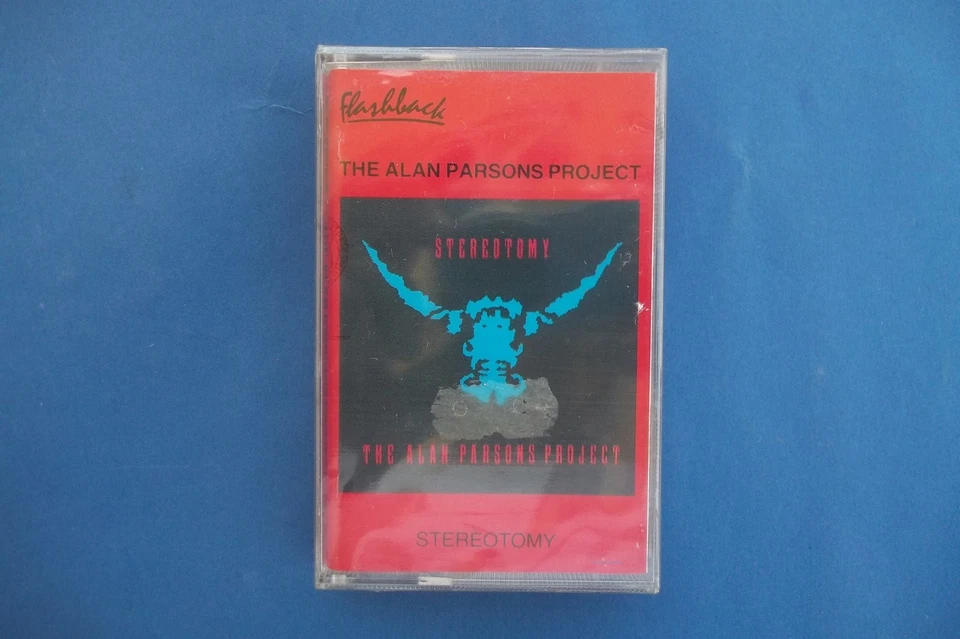 Flashback
THE ALAN PARSONS PROJECT
STEREOTOMY
THE ALAN PARSONS PROJECT
STEREOTOMY